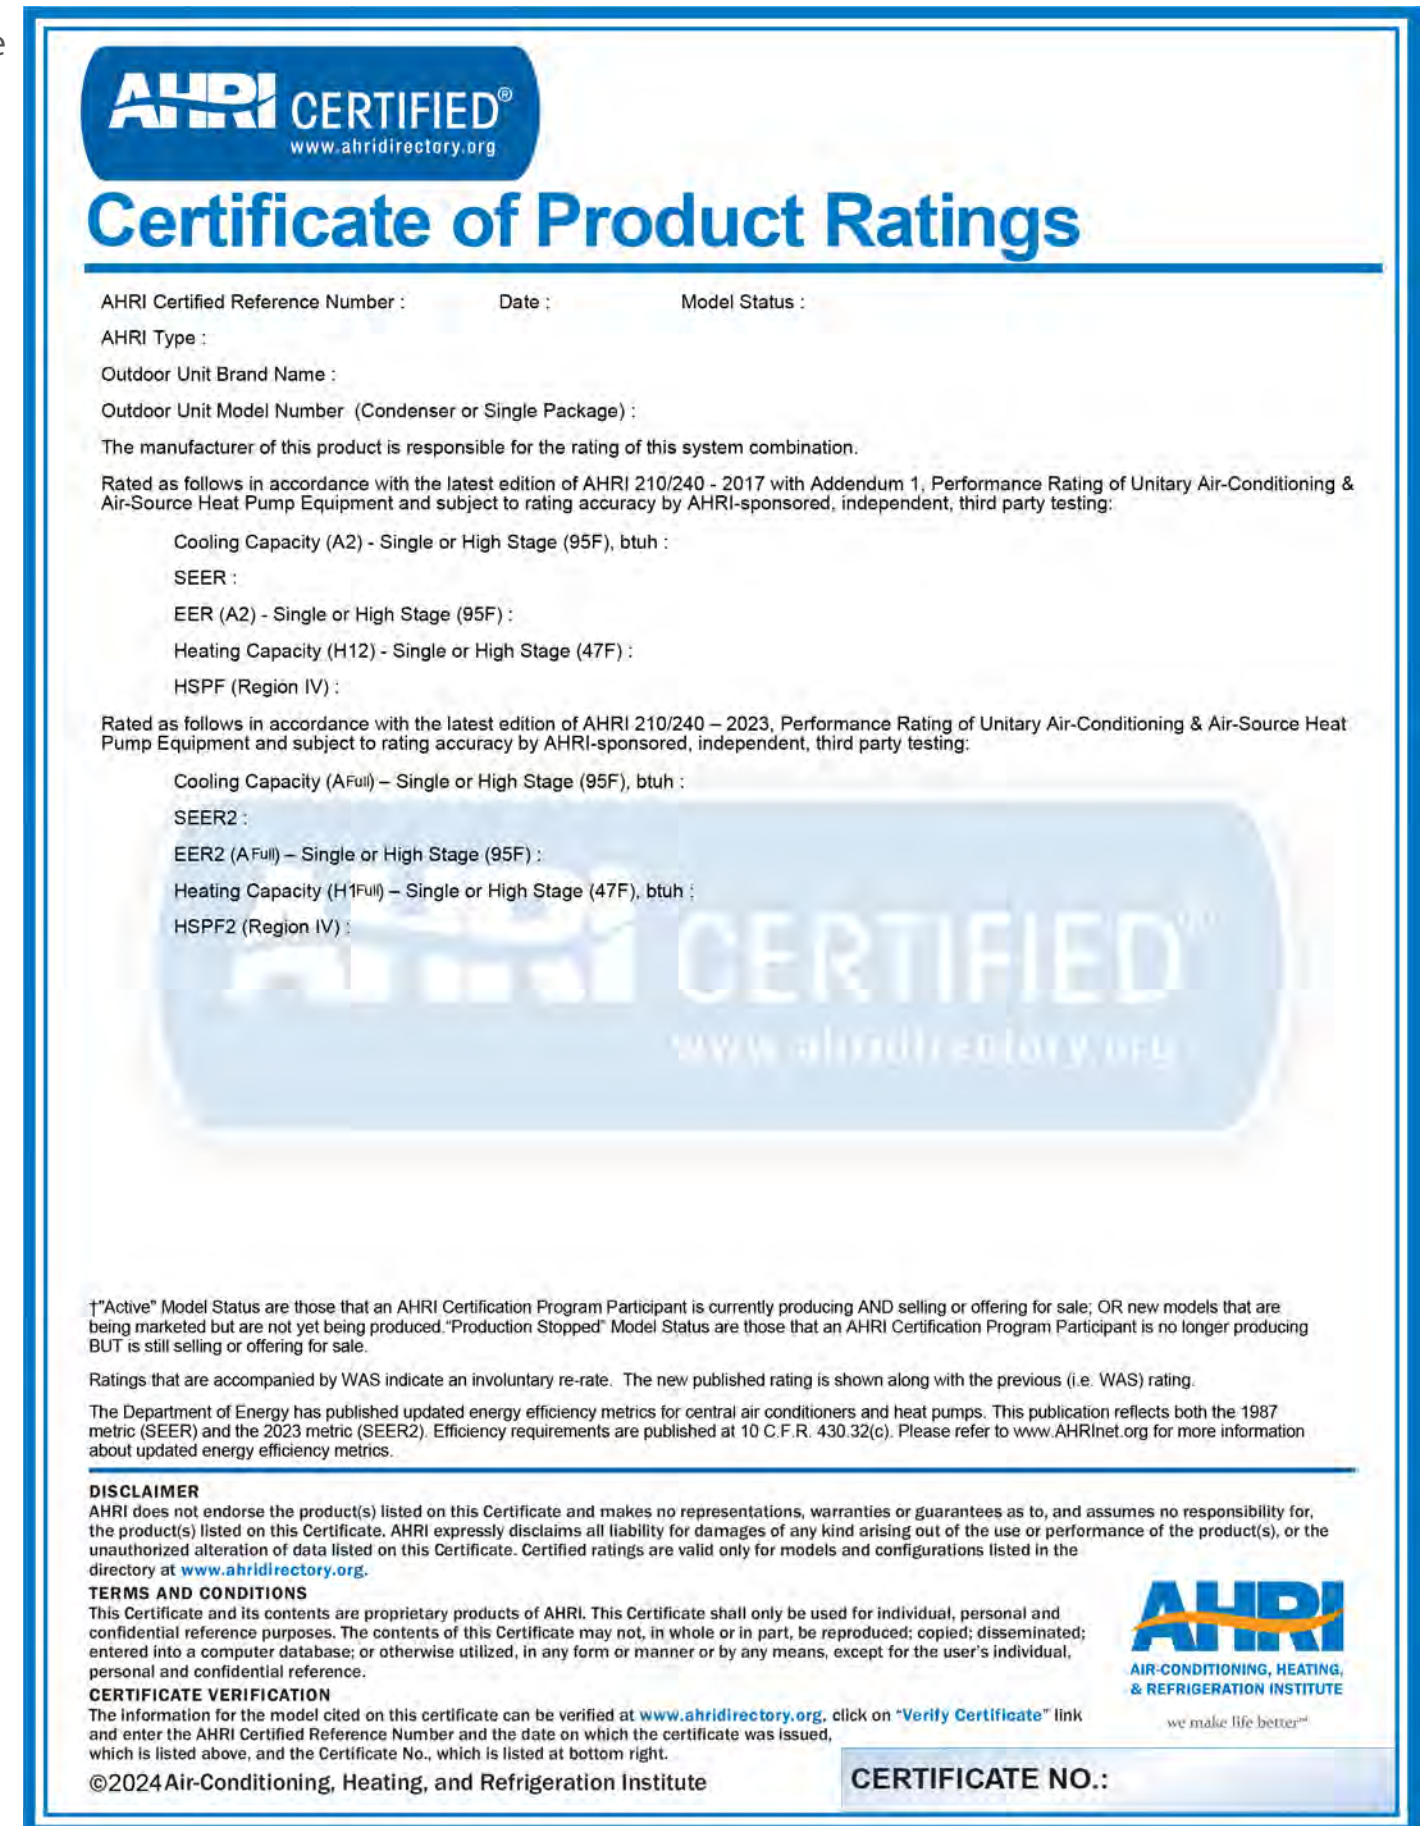 e
AHRI CERTIFIED®
www.ahridirectory.org
Certificate of Product Ratings
AHRI Certified Reference Number : Date : Model Status :
AHRI Type :
Outdoor Unit Brand Name :
Outdoor Unit Model Number (Condenser or Single Package) :
The manufacturer of this product is responsible for the rating of this system combination.
Rated as follows in accordance with the latest edition of AHRI 210/240 - 2017 with Addendum 1, Performance Rating of Unitary Air-Conditioning &
Air-Source Heat Pump Equipment and subject to rating accuracy by AHRI-sponsored, independent, third party testing:
Cooling Capacity (A2) - Single or High Stage (95F), btuh :
SEER :
EER (A2) - Single or High Stage (95F) :
Heating Capacity (H12) - Single or High Stage (47F) :
HSPF (Region IV) :
Rated as follows in accordance with the latest edition of AHRI 210/240 – 2023, Performance Rating of Unitary Air-Conditioning & Air-Source Heat
Pump Equipment and subject to rating accuracy by AHRI-sponsored, independent, third party testing:
Cooling Capacity (AFull) – Single or High Stage (95F), btuh :
SEER2 :
EER2 (AFull) – Single or High Stage (95F) :
Heating Capacity (H1Full) – Single or High Stage (47F), btuh :
HSPF2 (Region IV) :
AHRI CERTIFIED®
www.ahridirectory.org
†"Active" Model Status are those that an AHRI Certification Program Participant is currently producing AND selling or offering for sale; OR new models that are
being marketed but are not yet being produced."Production Stopped" Model Status are those that an AHRI Certification Program Participant is no longer producing
BUT is still selling or offering for sale.
Ratings that are accompanied by WAS indicate an involuntary re-rate. The new published rating is shown along with the previous (i.e. WAS) rating.
The Department of Energy has published updated energy efficiency metrics for central air conditioners and heat pumps. This publication reflects both the 1987
metric (SEER) and the 2023 metric (SEER2). Efficiency requirements are published at 10 C.F.R. 430.32(c). Please refer to www.AHRInet.org for more information
about updated energy efficiency metrics.
DISCLAIMER
AHRI does not endorse the product(s) listed on this Certificate and makes no representations, warranties or guarantees as to, and assumes no responsibility for,
the product(s) listed on this Certificate. AHRI expressly disclaims all liability for damages of any kind arising out of the use or performance of the product(s), or the
unauthorized alteration of data listed on this Certificate. Certified ratings are valid only for models and configurations listed in the
directory at www.ahridirectory.org.
TERMS AND CONDITIONS
This Certificate and its contents are proprietary products of AHRI. This Certificate shall only be used for individual, personal and
confidential reference purposes. The contents of this Certificate may not, in whole or in part, be reproduced; copied; disseminated;
entered into a computer database; or otherwise utilized, in any form or manner or by any means, except for the user's individual,
personal and confidential reference.
CERTIFICATE VERIFICATION
The information for the model cited on this certificate can be verified at www.ahridirectory.org, click on "Verify Certificate" link
and enter the AHRI Certified Reference Number and the date on which the certificate was issued,
which is listed above, and the Certificate No., which is listed at bottom right.
©2024Air-Conditioning, Heating, and Refrigeration Institute
AHRI
AIR-CONDITIONING, HEATING,
& REFRIGERATION INSTITUTE
we make life better℠
CERTIFICATE NO.: